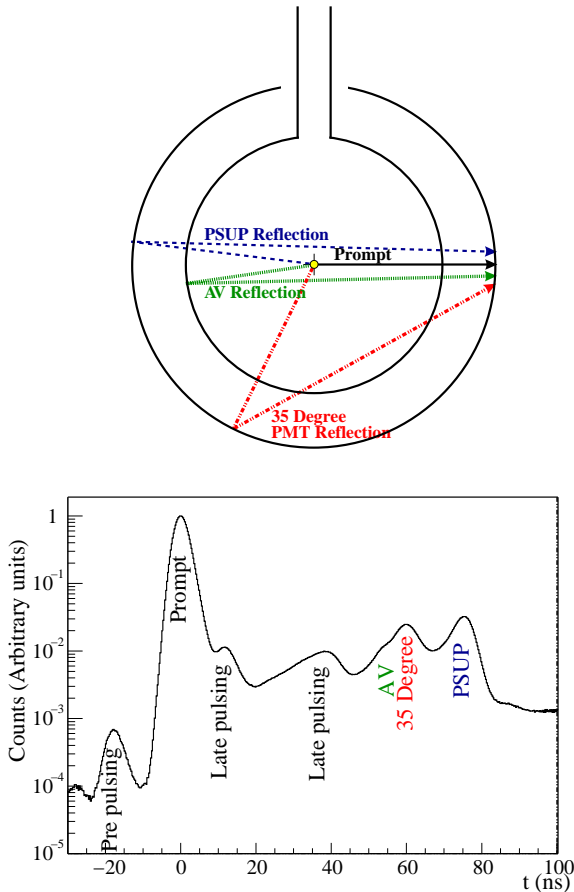 PSUP Reflection
Prompt
AV Reflection
35 Degree
PMT Reflection
Counts (Arbitrary units)
1
10⁻¹
10⁻²
10⁻³
10⁻⁴
10⁻⁵
Pre pulsing
Prompt
Late pulsing
Late pulsing
AV
35 Degree
PSUP
−20 0 20 40 60 80 100
t (ns)